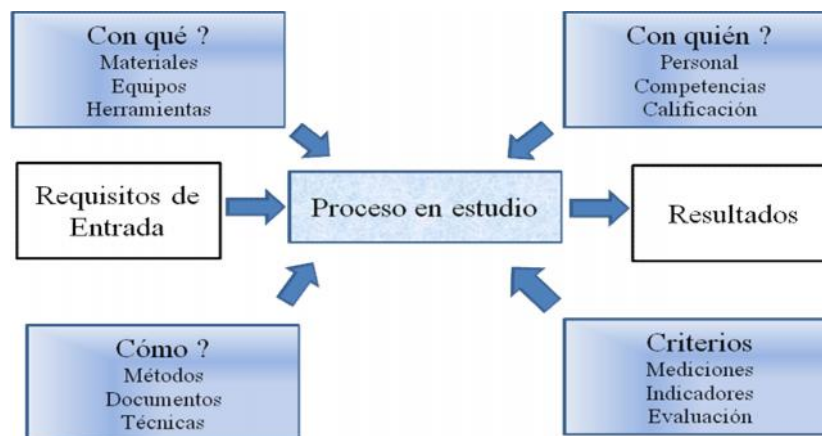 Con qué ?
Materiales
Equipos
Herramientas
Con quién ?
Personal
Competencias
Calificación
Requisitos de
Entrada
Proceso en estudio
Resultados
Cómo ?
Métodos
Documentos
Técnicas
Criterios
Mediciones
Indicadores
Evaluación